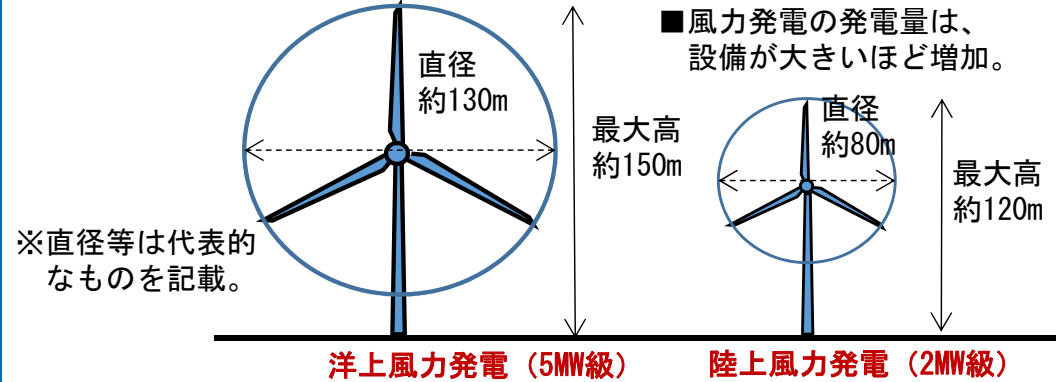 ■風力発電の発電量は、
設備が大きいほど増加。
直径
約130m
最大高
約150m
直径
約80m
最大高
約120m
※直径等は代表的
なものを記載。
洋上風力発電（5MW級）
陸上風力発電（2MW級）